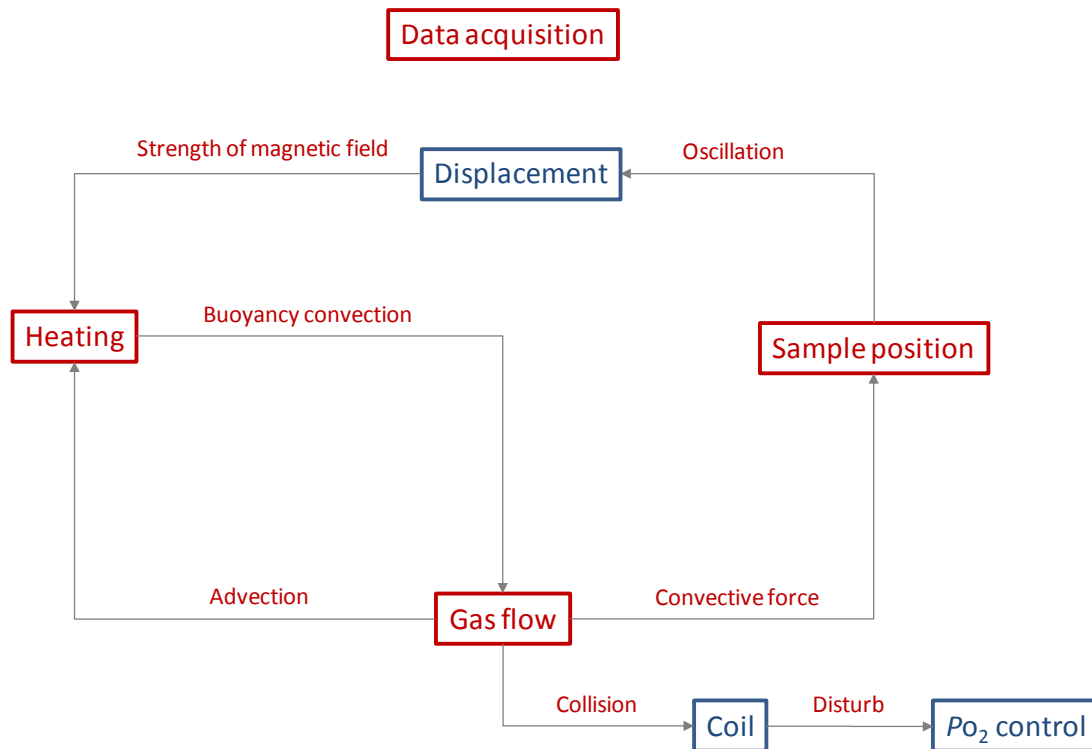 Data acquisition
Strength of magnetic field
Oscillation
Displacement
Heating
Buoyancy convection
Sample position
Advection
Gas flow
Convective force
Collision
Coil
Disturb
Po₂ control